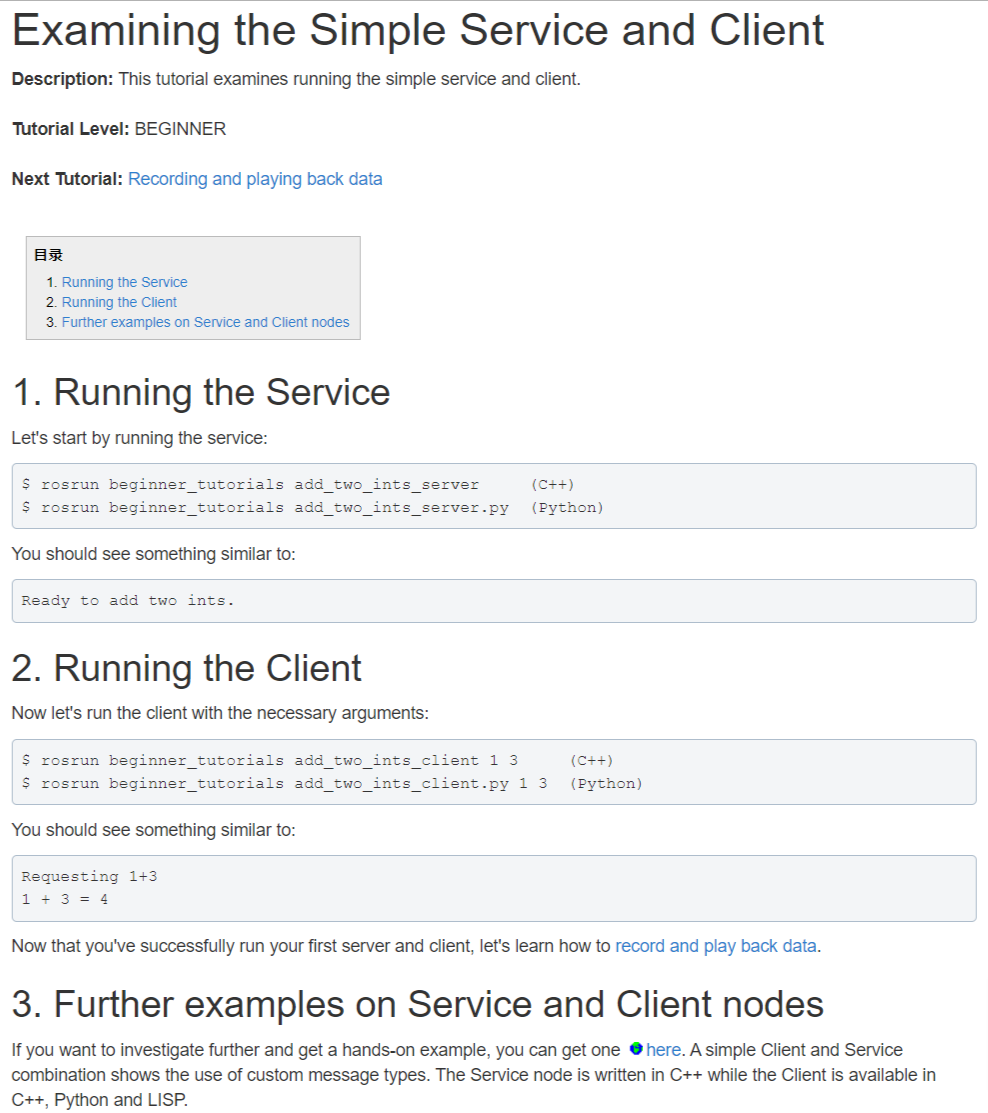 Examining the Simple Service and Client
Description: This tutorial examines running the simple service and client.
Tutorial Level: BEGINNER
Next Tutorial: Recording and playing back data
目录
1. Running the Service
2. Running the Client
3. Further examples on Service and Client nodes
1. Running the Service
Let's start by running the service:
$ rosrun beginner_tutorials add_two_ints_server     (C++)
$ rosrun beginner_tutorials add_two_ints_server.py  (Python)
You should see something similar to:
Ready to add two ints.
2. Running the Client
Now let's run the client with the necessary arguments:
$ rosrun beginner_tutorials add_two_ints_client 1 3     (C++)
$ rosrun beginner_tutorials add_two_ints_client.py 1 3  (Python)
You should see something similar to:
Requesting 1+3
1 + 3 = 4
Now that you've successfully run your first server and client, let's learn how to record and play back data.
3. Further examples on Service and Client nodes
If you want to investigate further and get a hands-on example, you can get one here. A simple Client and Service
combination shows the use of custom message types. The Service node is written in C++ while the Client is available in
C++, Python and LISP.